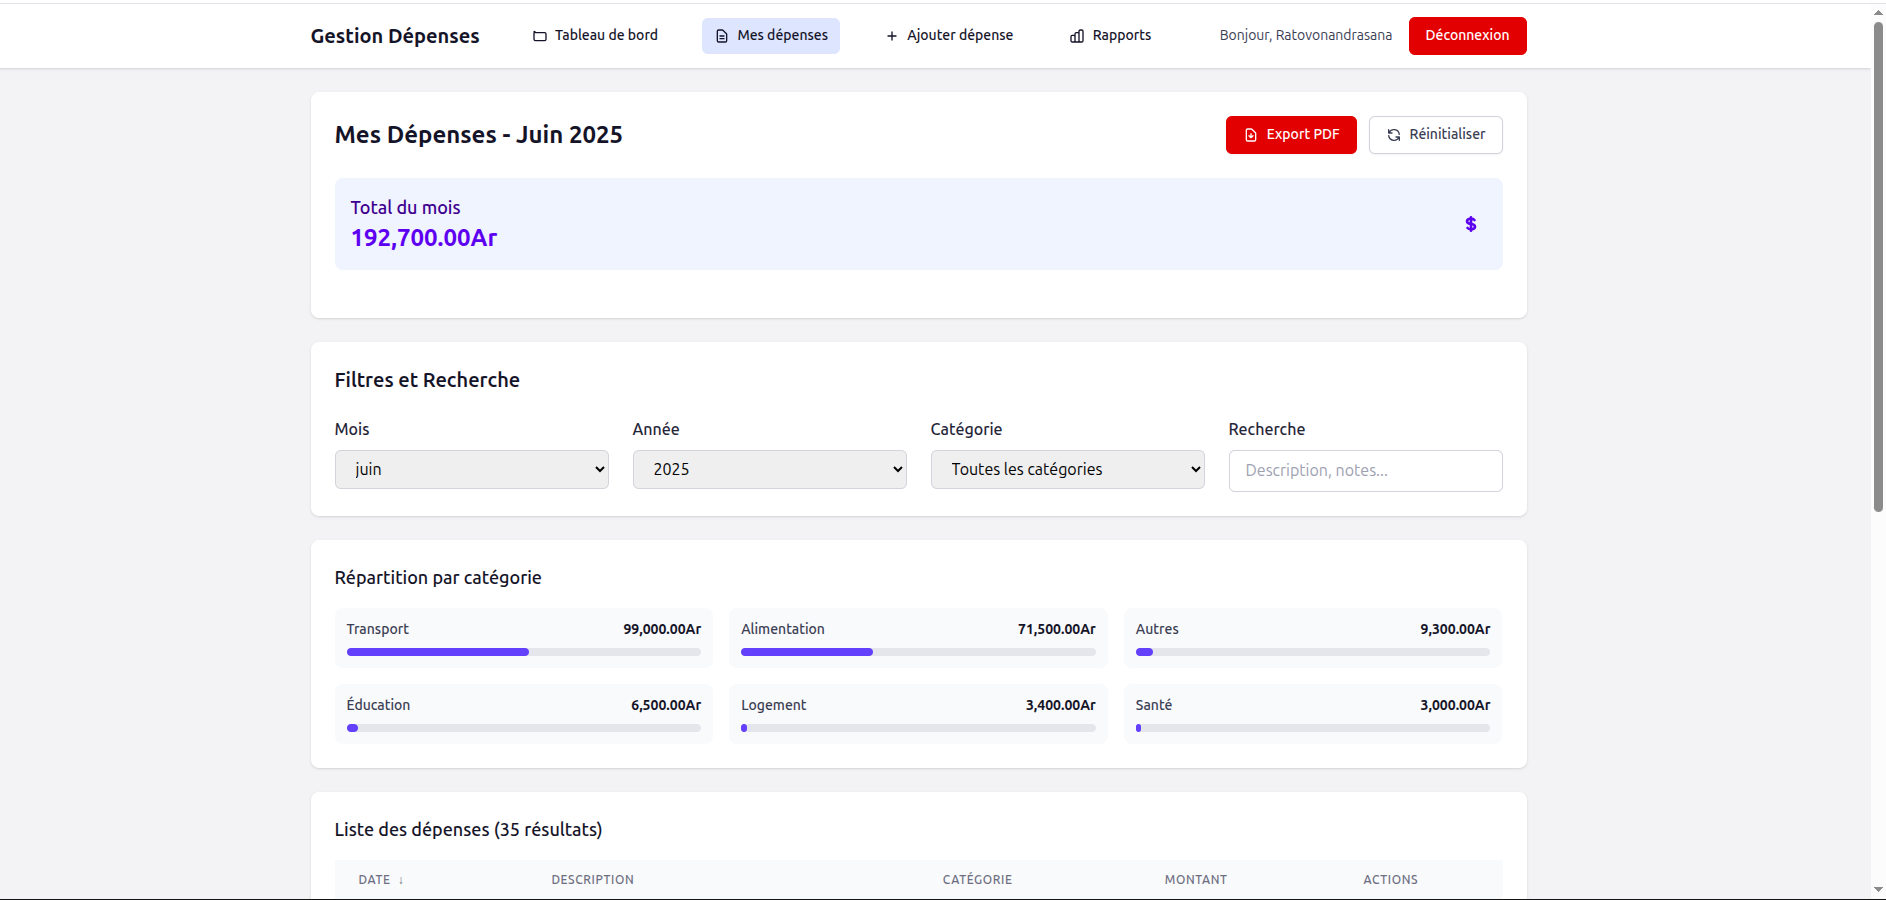 Gestion Dépenses Tableau de bord Mes dépenses + Ajouter dépense Rapports Bonjour, Ratovonandrasana Déconnexion
Mes Dépenses - Juin 2025 Export PDF Réinitialiser
Total du mois
192,700.00Ar $
Filtres et Recherche
Mois Année Catégorie Recherche
juin 2025 Toutes les catégories Description, notes...
Répartition par catégorie
Transport 99,000.00Ar Alimentation 71,500.00Ar Autres 9,300.00Ar
Éducation 6,500.00Ar Logement 3,400.00Ar Santé 3,000.00Ar
Liste des dépenses (35 résultats)
DATE ↓ DESCRIPTION CATÉGORIE MONTANT ACTIONS